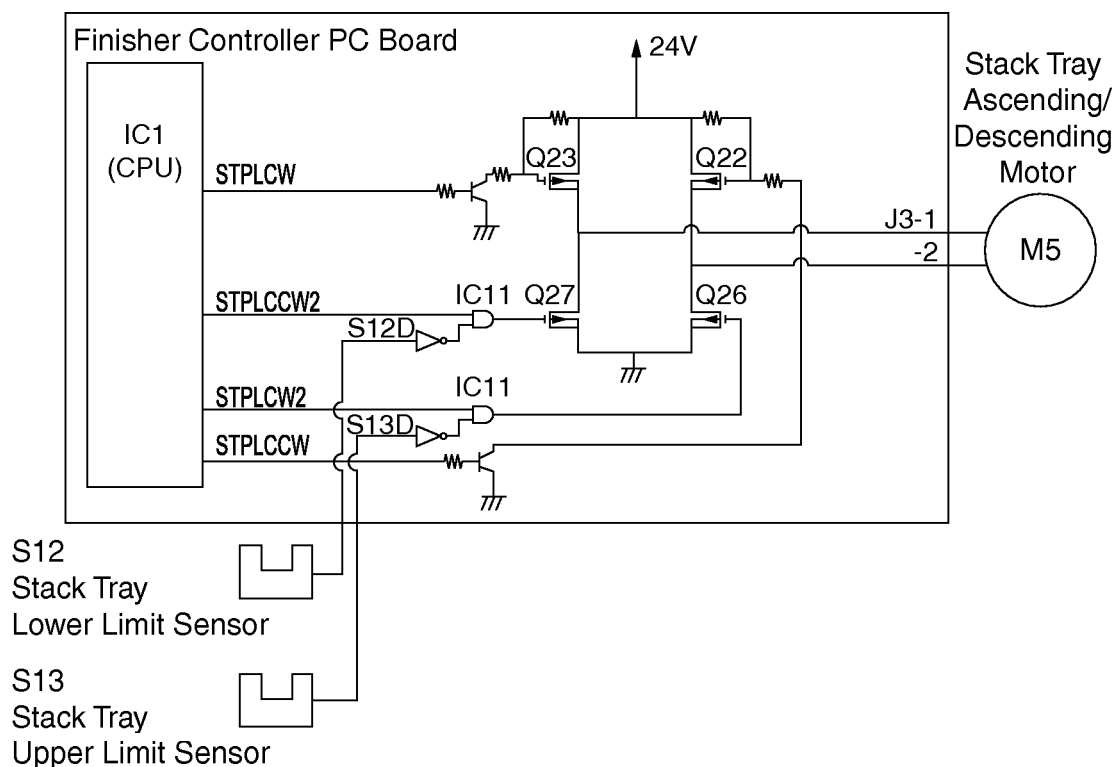 Finisher Controller PC Board
24V
Stack Tray
Ascending/
Descending
Motor
IC1
(CPU)
Q23
Q22
STPLCW
J3-1
-2
M5
IC11
Q27
Q26
STPLCCW2
S12D
IC11
STPLCW2
S13D
STPLCCW
S12
Stack Tray
Lower Limit Sensor
S13
Stack Tray
Upper Limit Sensor